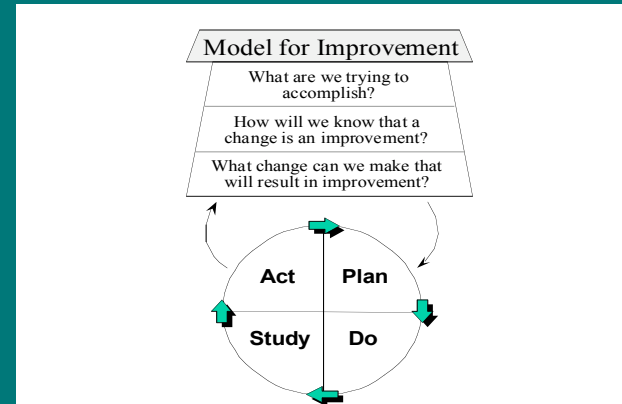 Model for Improvement
What are we trying to
accomplish?
How will we know that a
change is an improvement?
What change can we make that
will result in improvement?
Act
Plan
Study
Do